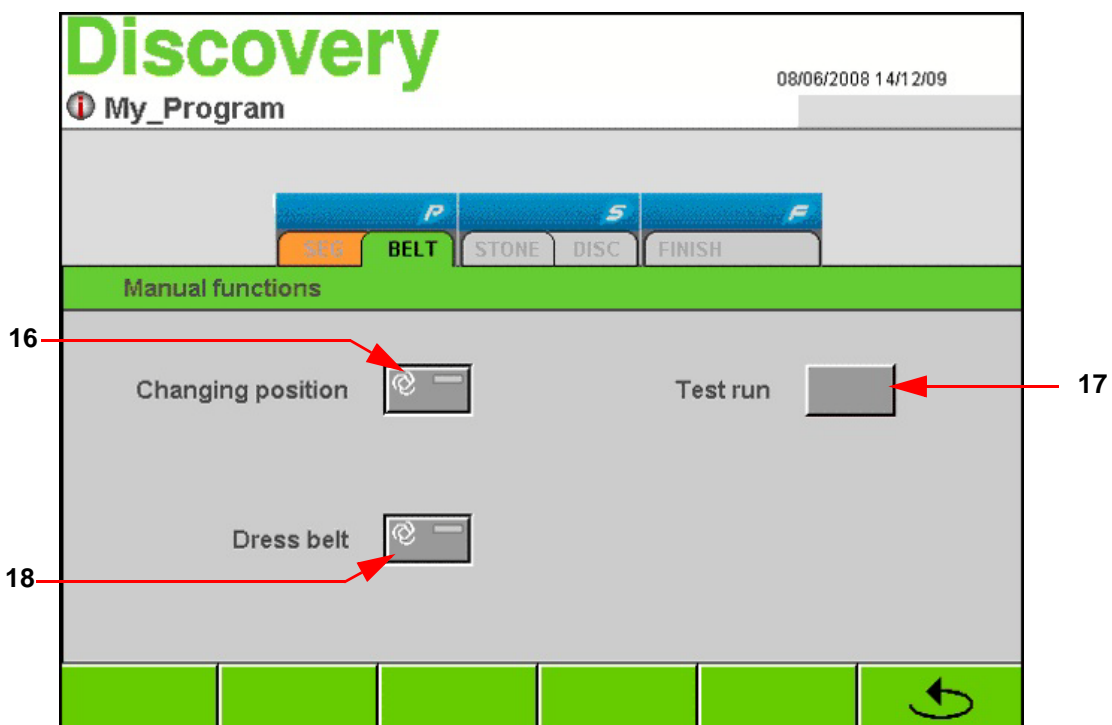 Discovery
08/06/2008 14/12/09
My_Program
P S F
SEG BELT STONE DISC FINISH
Manual functions
16
Changing position
Test run
17
Dress belt
18